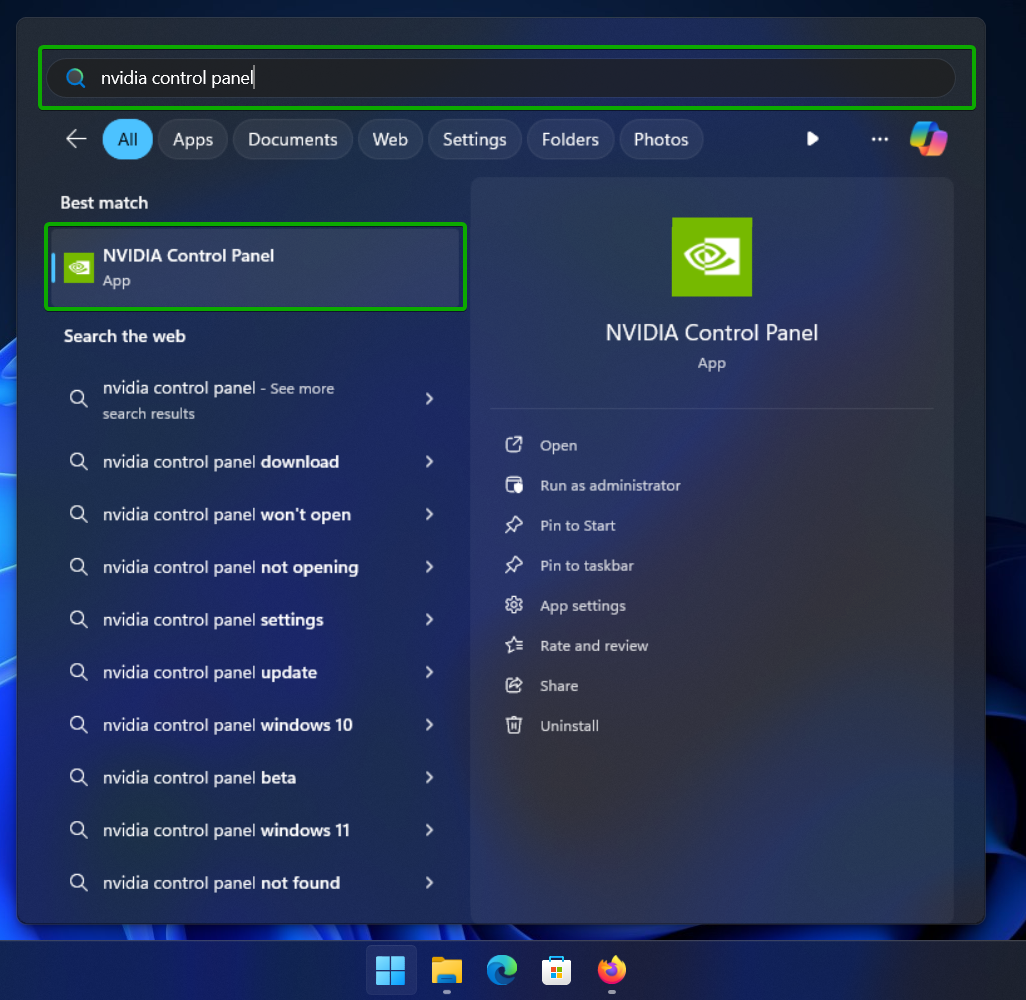 nvidia control panel
All
Apps
Documents
Web
Settings
Folders
Photos
Best match
NVIDIA Control Panel
App
Search the web
nvidia control panel - See more
search results
nvidia control panel download
nvidia control panel won't open
nvidia control panel not opening
nvidia control panel settings
nvidia control panel update
nvidia control panel windows 10
nvidia control panel beta
nvidia control panel windows 11
nvidia control panel not found
NVIDIA Control Panel
App
Open
Run as administrator
Pin to Start
Pin to taskbar
App settings
Rate and review
Share
Uninstall